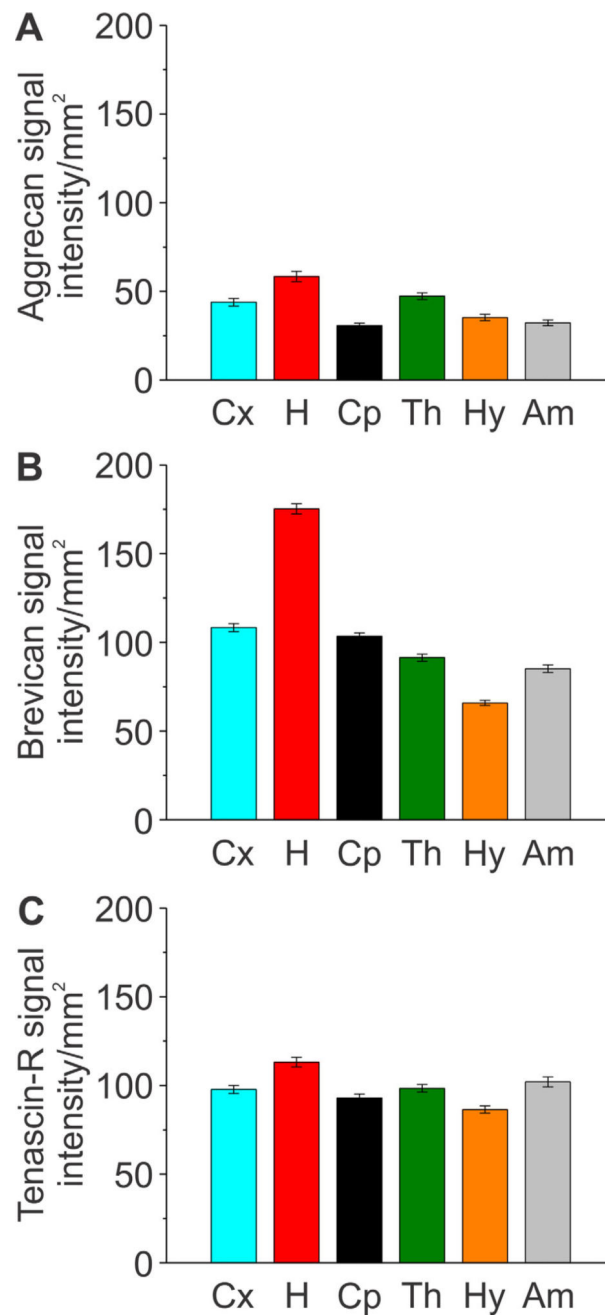 A
Aggrecan signal
intensity/mm²
200
150
100
50
0
Cx H Cp Th Hy Am
B
Brevican signal
intensity/mm²
200
150
100
50
0
Cx H Cp Th Hy Am
C
Tenascin-R signal
intensity/mm²
200
150
100
50
0
Cx H Cp Th Hy Am